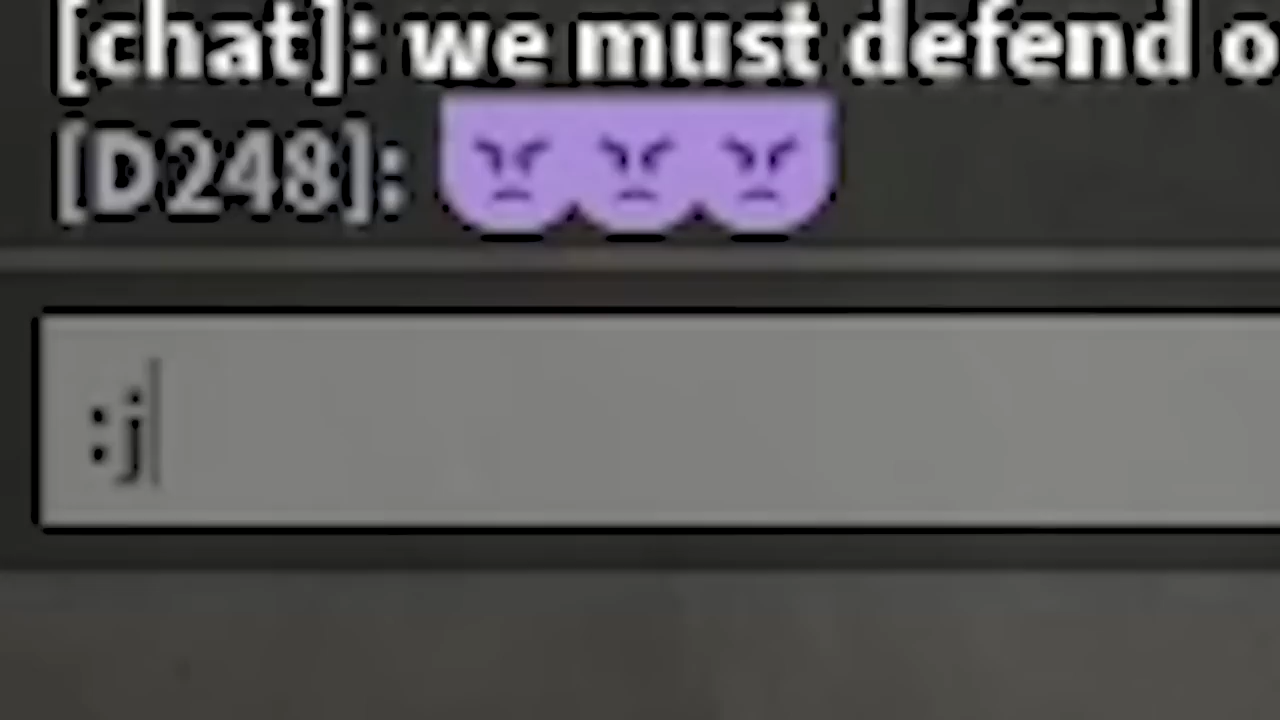 [chat]: we must defend o
[D248]: 👿👿👿
:j